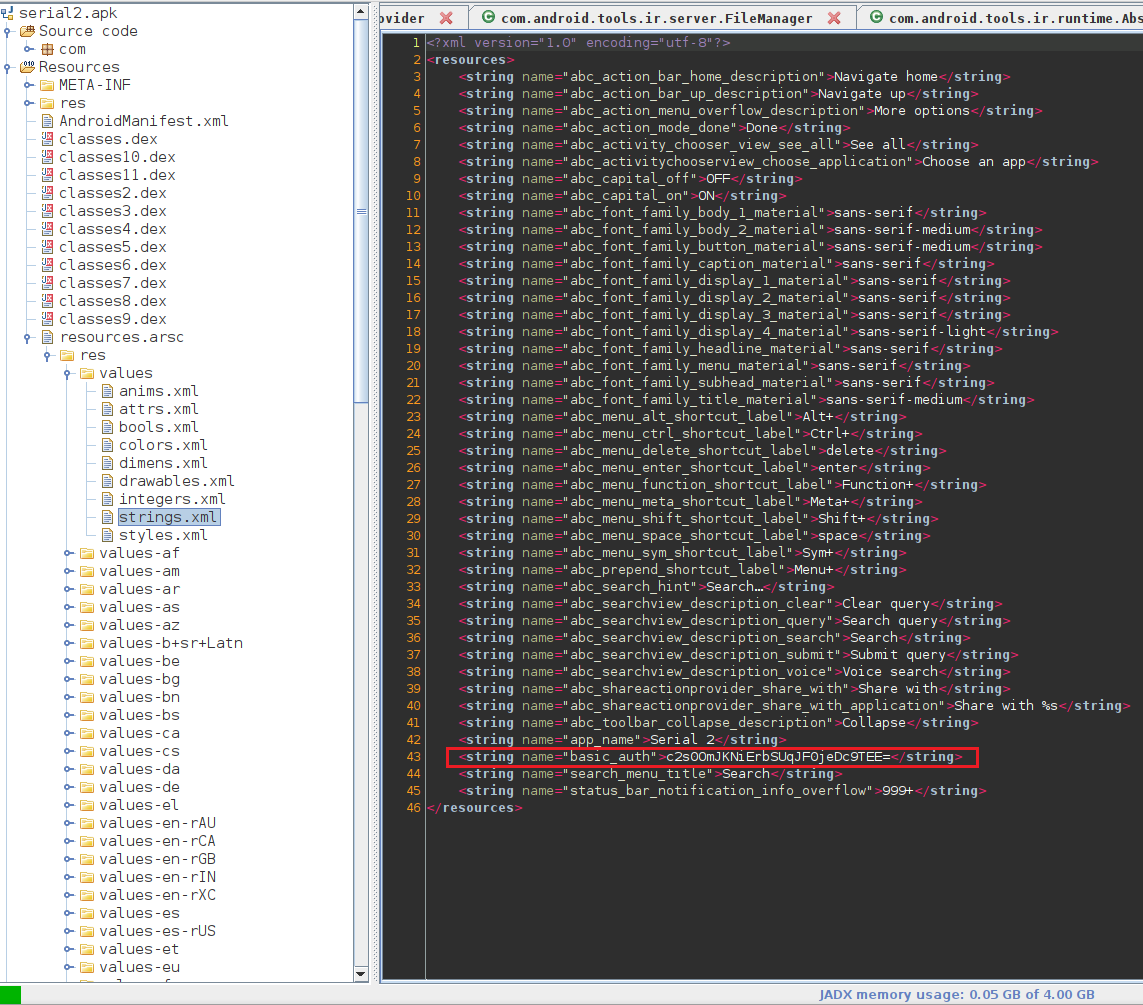 serial2.apk
Source code
com
Resources
META-INF
res
AndroidManifest.xml
classes.dex
classes10.dex
classes11.dex
classes2.dex
classes3.dex
classes4.dex
classes5.dex
classes6.dex
classes7.dex
classes8.dex
classes9.dex
resources.arsc
res
values
anims.xml
attrs.xml
bools.xml
colors.xml
dimens.xml
drawables.xml
integers.xml
strings.xml
styles.xml
values-af
values-am
values-ar
values-as
values-az
values-b+sr+Latn
values-be
values-bg
values-bn
values-bs
values-ca
values-cs
values-da
values-de
values-el
values-en-rAU
values-en-rCA
values-en-rGB
values-en-rIN
values-en-rXC
values-es
values-es-rUS
values-et
values-eu
ovider com.android.tools.ir.server.FileManager com.android.tools.ir.runtime.Abs
1 <?xml version="1.0" encoding="utf-8"?>
2 <resources>
3 <string name="abc_action_bar_home_description">Navigate home</string>
4 <string name="abc_action_bar_up_description">Navigate up</string>
5 <string name="abc_action_menu_overflow_description">More options</string>
6 <string name="abc_action_mode_done">Done</string>
7 <string name="abc_activity_chooser_view_see_all">See all</string>
8 <string name="abc_activitychooserview_choose_application">Choose an app</string>
9 <string name="abc_capital_off">OFF</string>
10 <string name="abc_capital_on">ON</string>
11 <string name="abc_font_family_body_1_material">sans-serif</string>
12 <string name="abc_font_family_body_2_material">sans-serif-medium</string>
13 <string name="abc_font_family_button_material">sans-serif-medium</string>
14 <string name="abc_font_family_caption_material">sans-serif</string>
15 <string name="abc_font_family_display_1_material">sans-serif</string>
16 <string name="abc_font_family_display_2_material">sans-serif</string>
17 <string name="abc_font_family_display_3_material">sans-serif</string>
18 <string name="abc_font_family_display_4_material">sans-serif-light</string>
19 <string name="abc_font_family_headline_material">sans-serif</string>
20 <string name="abc_font_family_menu_material">sans-serif</string>
21 <string name="abc_font_family_subhead_material">sans-serif</string>
22 <string name="abc_font_family_title_material">sans-serif-medium</string>
23 <string name="abc_menu_alt_shortcut_label">Alt+</string>
24 <string name="abc_menu_ctrl_shortcut_label">Ctrl+</string>
25 <string name="abc_menu_delete_shortcut_label">delete</string>
26 <string name="abc_menu_enter_shortcut_label">enter</string>
27 <string name="abc_menu_function_shortcut_label">Function+</string>
28 <string name="abc_menu_meta_shortcut_label">Meta+</string>
29 <string name="abc_menu_shift_shortcut_label">Shift+</string>
30 <string name="abc_menu_space_shortcut_label">space</string>
31 <string name="abc_menu_sym_shortcut_label">Sym+</string>
32 <string name="abc_prepend_shortcut_label">Menu+</string>
33 <string name="abc_search_hint">Search…</string>
34 <string name="abc_searchview_description_clear">Clear query</string>
35 <string name="abc_searchview_description_query">Search query</string>
36 <string name="abc_searchview_description_search">Search</string>
37 <string name="abc_searchview_description_submit">Submit query</string>
38 <string name="abc_searchview_description_voice">Voice search</string>
39 <string name="abc_shareactionprovider_share_with">Share with</string>
40 <string name="abc_shareactionprovider_share_with_application">Share with %s</string>
41 <string name="abc_toolbar_collapse_description">Collapse</string>
42 <string name="app_name">Serial 2</string>
43 <string name="basic_auth">c2s0OmJKNiErbSUqJF0jeDc9TEE=</string>
44 <string name="search_menu_title">Search</string>
45 <string name="status_bar_notification_info_overflow">999+</string>
46 </resources>
JADX memory usage: 0.05 GB of 4.00 GB